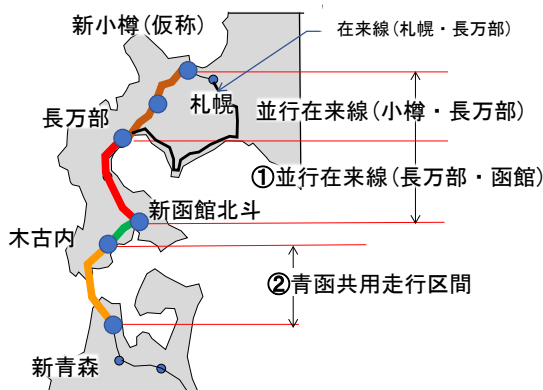 新小樽(仮称)
在来線(札幌・長万部)
札幌
並行在来線(小樽・長万部)
長万部
①並行在来線(長万部・函館)
新函館北斗
木古内
②青函共用走行区間
新青森